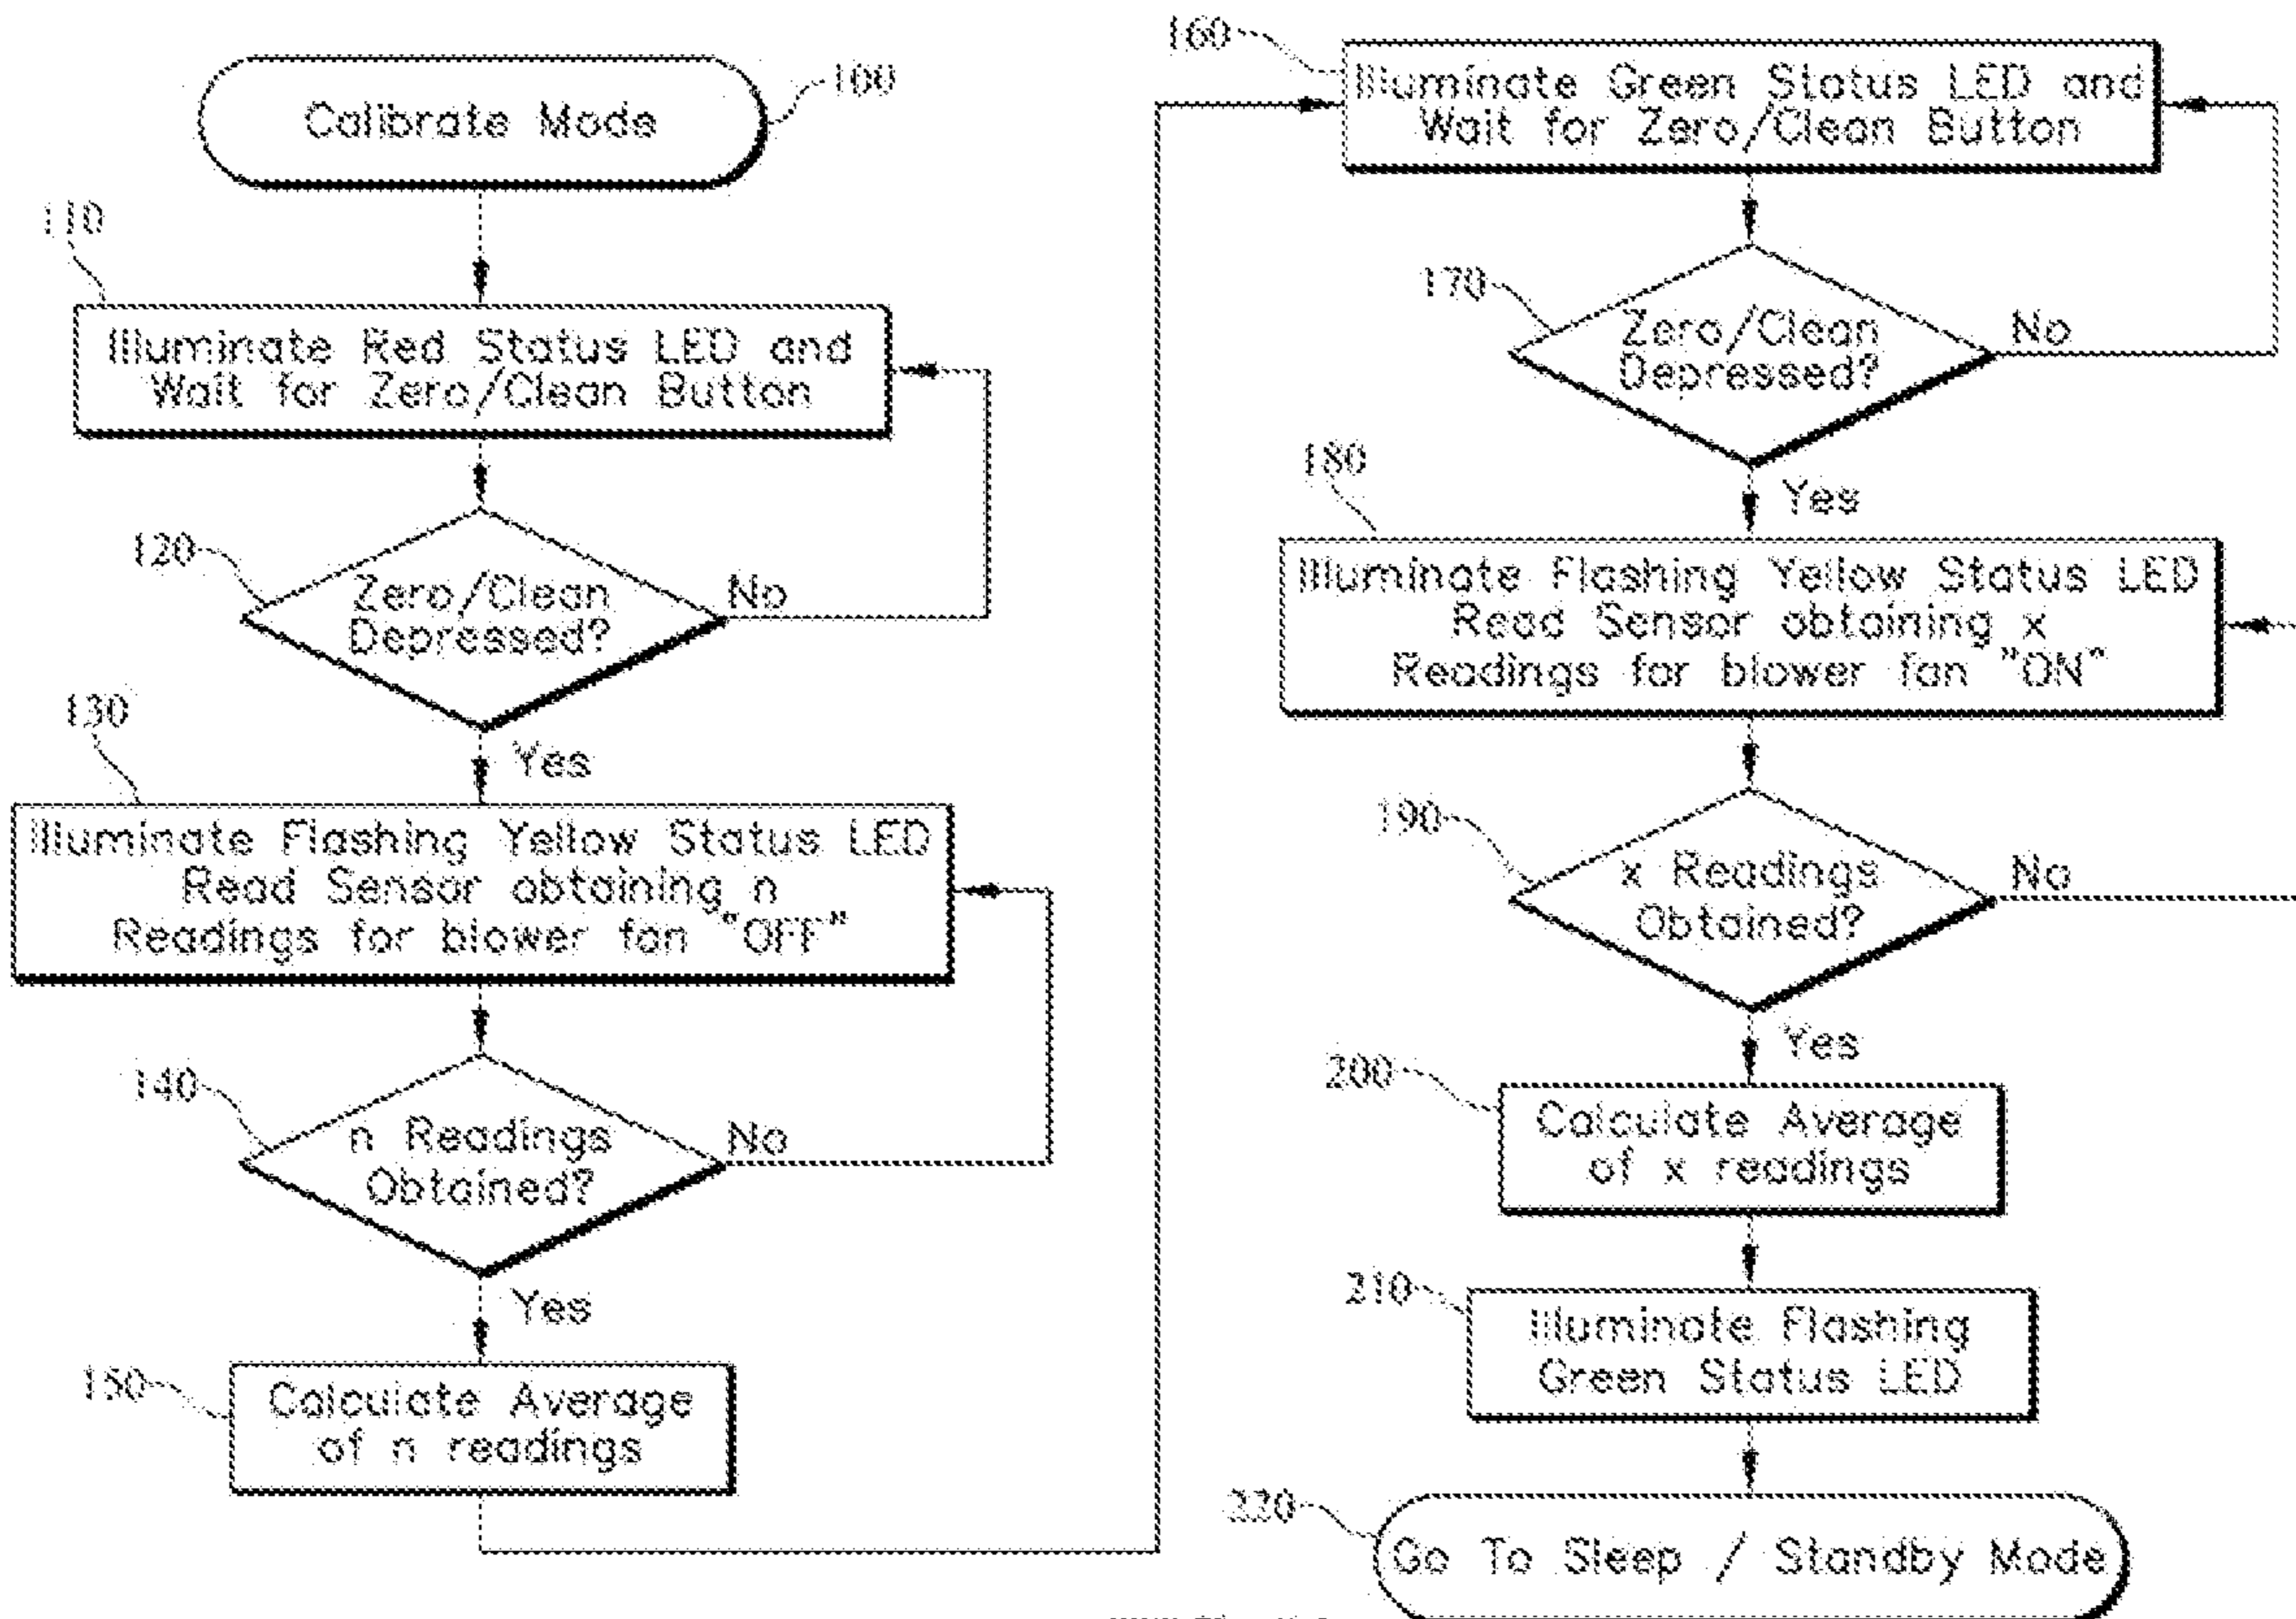 100
Calibrate Mode
110
Illuminate Red Status LED and
Wait for Zero/Clean Button
120
Zero/Clean
Depressed?
No
Yes
130
Illuminate Flashing Yellow Status LED
Read Sensor obtaining n
Readings for blower fan "OFF"
140
n Readings
Obtained?
No
Yes
150
Calculate Average
of n readings
160
Illuminate Green Status LED and
Wait for Zero/Clean Button
170
Zero/Clean
Depressed?
No
Yes
180
Illuminate Flashing Yellow Status LED
Read Sensor obtaining x
Readings for blower fan "ON"
190
x Readings
Obtained?
No
Yes
200
Calculate Average
of x readings
210
Illuminate Flashing
Green Status LED
220
Go To Sleep / Standby Mode